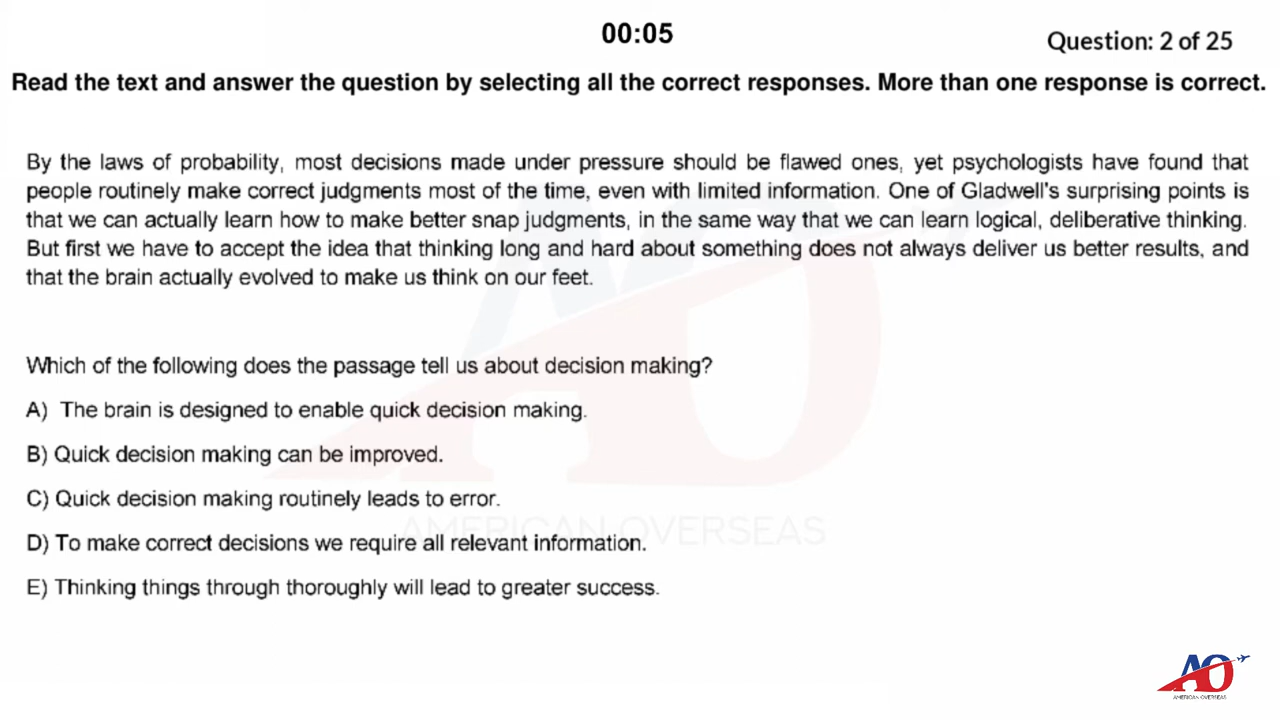 00:05
Question: 2 of 25
Read the text and answer the question by selecting all the correct responses. More than one response is correct.
By the laws of probability, most decisions made under pressure should be flawed ones, yet psychologists have found that
people routinely make correct judgments most of the time, even with limited information. One of Gladwell's surprising points is
that we can actually learn how to make better snap judgments, in the same way that we can learn logical, deliberative thinking.
But first we have to accept the idea that thinking long and hard about something does not always deliver us better results, and
that the brain actually evolved to make us think on our feet.
Which of the following does the passage tell us about decision making?
A) The brain is designed to enable quick decision making.
B) Quick decision making can be improved.
C) Quick decision making routinely leads to error.
AMERICAN OVERSEAS
D) To make correct decisions we require all relevant information.
E) Thinking things through thoroughly will lead to greater success.
AO
AMERICAN OVERSEAS